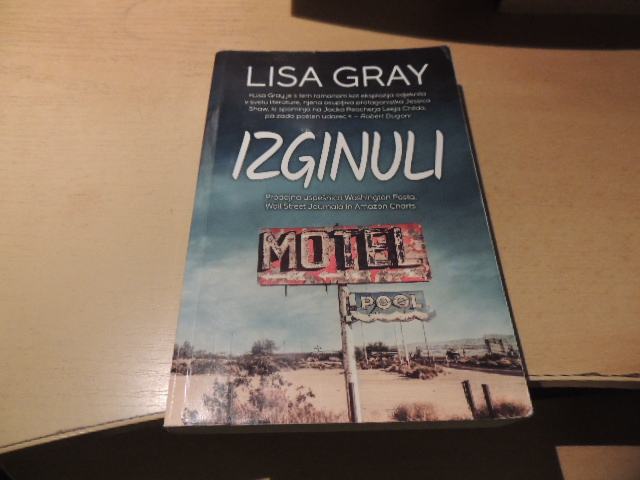 LISA GRAY
»Lisa Gray je s tem romanom kot eksplozija odjeknila
v svetu literature, njena osupljiva protagonistka Jessica
Shaw, ki spominja na Jacka Reacherja Leeja Childa,
pa zada pošten udarec.« – Robert Dugoni
IZGINULI
Prodajna uspešnica Washington Posta,
Wall Street Journala in Amazon Charts
MOTEL
POOL